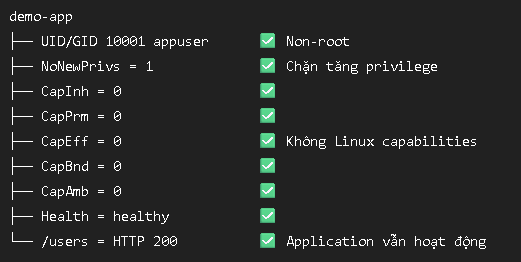 demo-app
├── UID/GID 10001 appuser ✅ Non-root
├── NoNewPrivs = 1 ✅ Chặn tăng privilege
├── CapInh = 0 ✅
├── CapPrm = 0 ✅
├── CapEff = 0 ✅ Không Linux capabilities
├── CapBnd = 0 ✅
├── CapAmb = 0 ✅
├── Health = healthy ✅
└── /users = HTTP 200 ✅ Application vẫn hoạt động